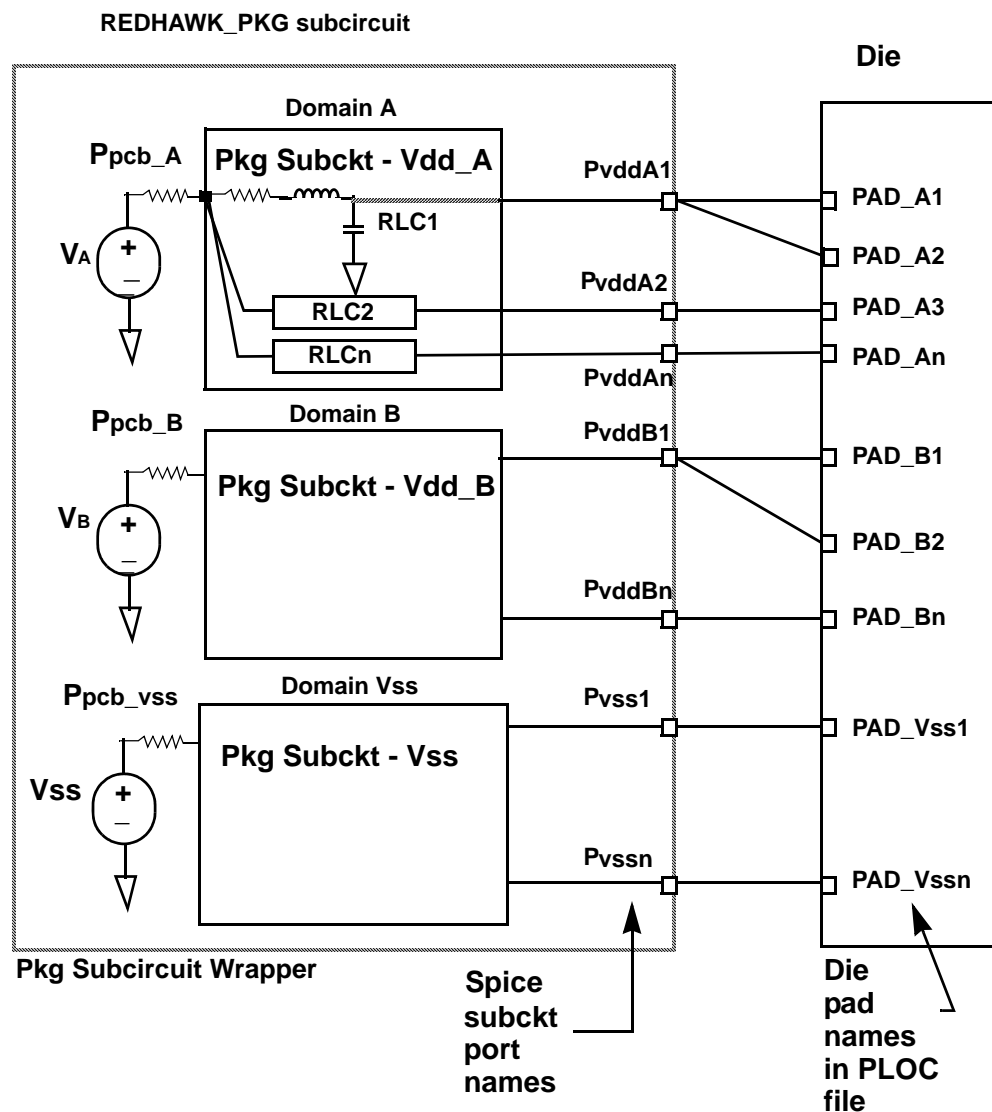 REDHAWK_PKG subcircuit
Die
Domain A
Ppcb_A
Pkg Subckt - Vdd_A
PvddA1
PAD_A1
RLC1
VA
+
–
PAD_A2
PvddA2
RLC2
PAD_A3
RLCn
PAD_An
PvddAn
Domain B
Ppcb_B
PvddB1
PAD_B1
Pkg Subckt - Vdd_B
VB
+
–
PAD_B2
PvddBn
PAD_Bn
Domain Vss
Ppcb_vss
Pvss1
PAD_Vss1
Pkg Subckt - Vss
Vss
+
–
Pvssn
PAD_Vssn
Pkg Subcircuit Wrapper
Spice
subckt
port
names
Die
pad
names
in PLOC
file